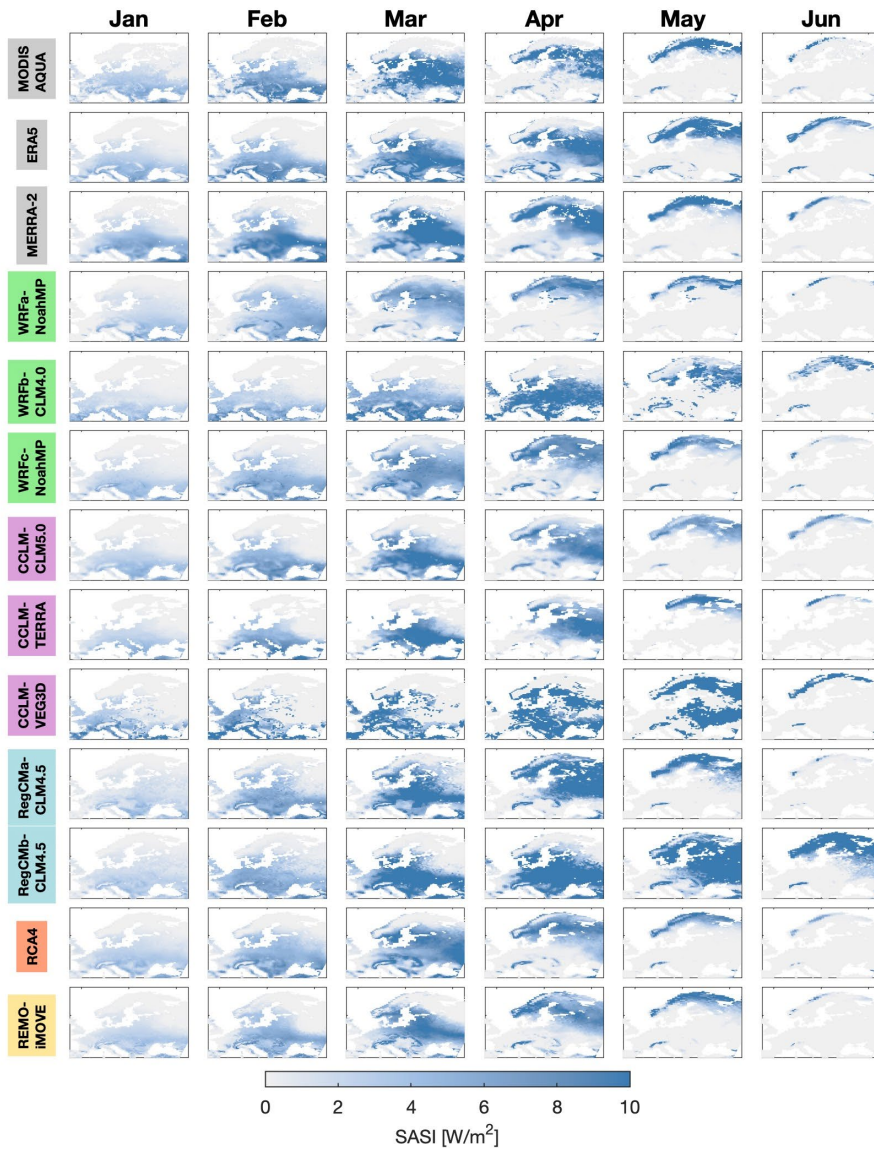 Jan Feb Mar Apr May Jun
MODIS
AQUA
ERA5
MERRA-2
WRFa-
NoahMP
WRFb-
CLM4.0
WRFc-
NoahMP
CCLM-
CLM5.0
CCLM-
TERRA
CCLM-
VEG3D
RegCMa-
CLM4.5
RegCMb-
CLM4.5
RCA4
REMO-
iMOVE
0 2 4 6 8 10
SASI [W/m²]